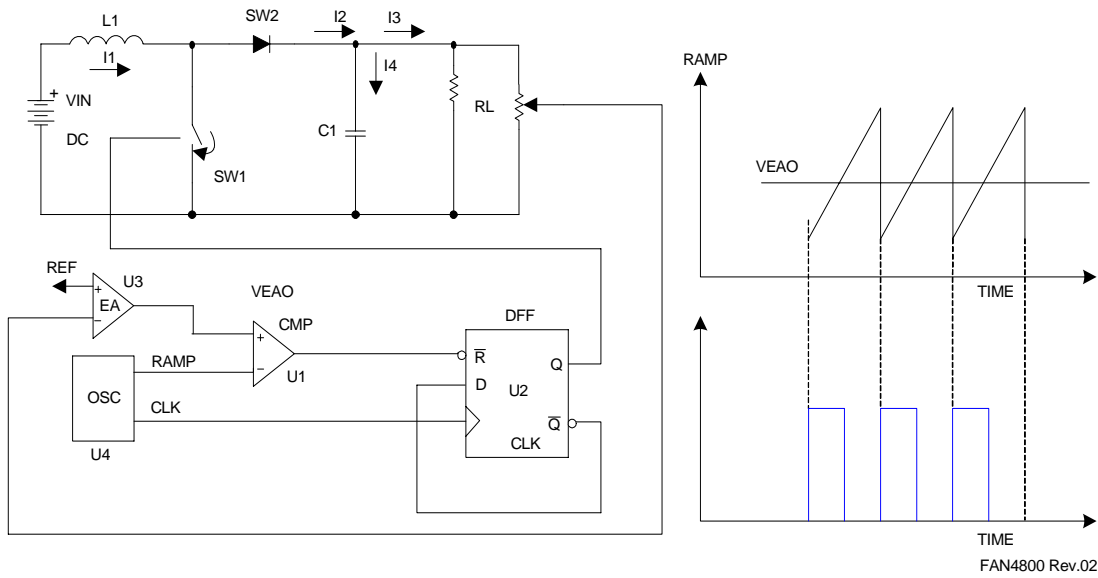 L1
SW2
I2
I3
I1
I4
+
VIN
DC
SW1
C1
RL
REF
U3
+
EA
−
VEAO
CMP
+
−
U1
RAMP
OSC
CLK
U4
DFF
R
D
Q
U2
Q
CLK
RAMP
VEAO
TIME
TIME
FAN4800 Rev.02